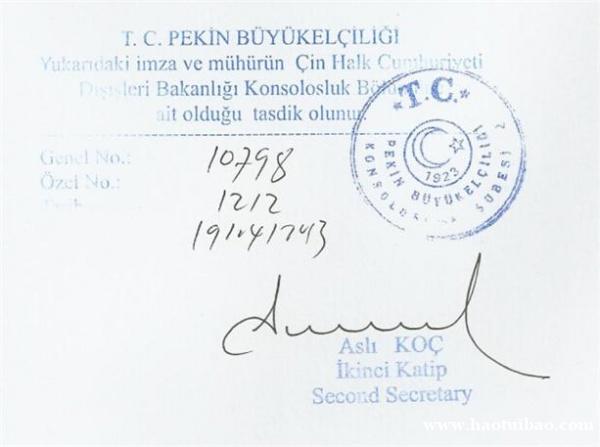 T. C. PEKİN BÜYÜKELÇİLİĞİ
Yukarıdaki imza ve mühürün Çin Halk Cumhuriyeti
Dışişleri Bakanlığı Konsolosluk
ait olduğu tasdik olunur.
Genel No.: 10798
Özel No.: 1212
T.C.
1923
PEKİN BÜYÜKELÇİLİĞİ
ŞUBESİ 2
Aslı KOÇ
İkinci Katip
Second Secretary
www.haotuibao.com